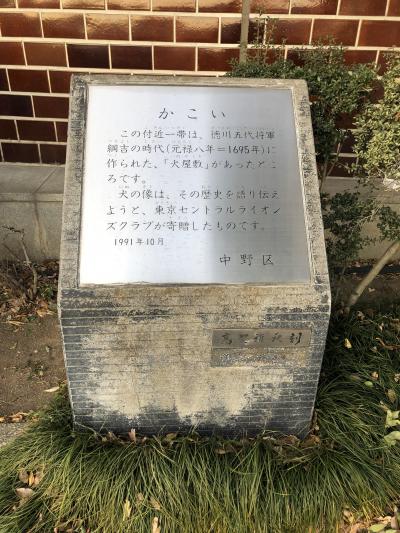 かこい
この付近一帯は、徳川五代将軍
綱吉の時代(元禄八年＝1695年)に
作られた、「犬屋敷」があったとこ
ろです。
犬の像は、その歴史を語り伝え
ようと、東京セントラルライオン
ズクラブが寄贈したものです。
1991年10月
中野区